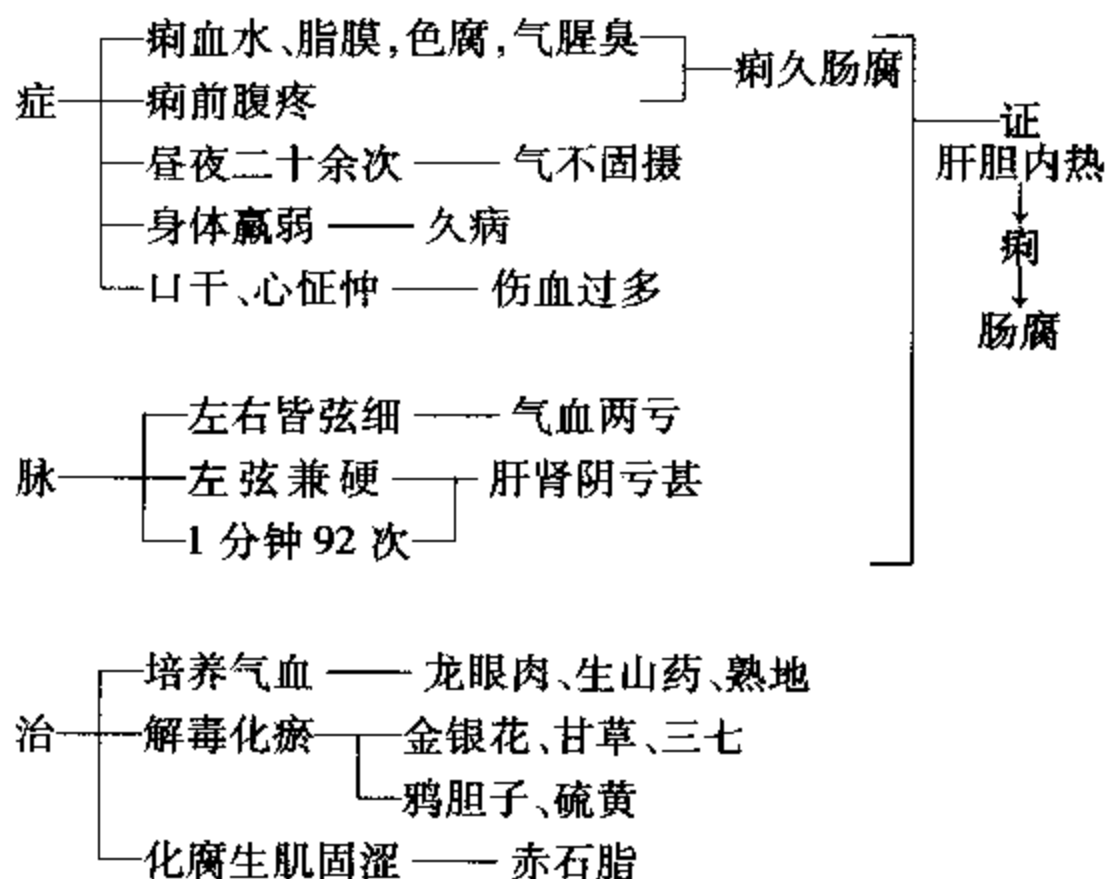 痢血水、脂膜,色腐,气腥臭
痢前腹疼
痢久肠腐
症
证
昼夜二十余次
气不固摄
肝胆内热
身体羸弱
久病
痢
口干、心怔忡
伤血过多
肠腐
左右皆弦细
气血两亏
脉
左弦兼硬
肝肾阴亏甚
1分钟92次
培养气血
龙眼肉、生山药、熟地
治
解毒化瘀
金银花、甘草、三七
鸦胆子、硫黄
化腐生肌固涩
赤石脂